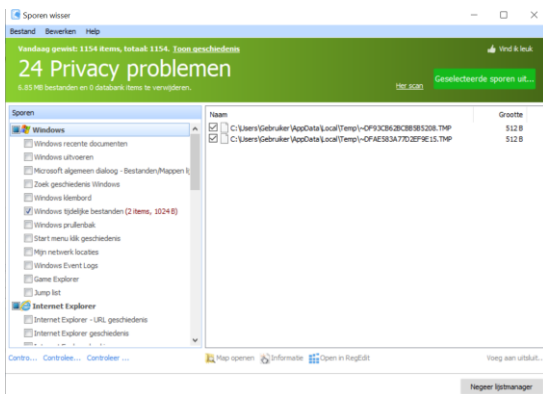 Sporen wisser
Bestand Bewerken Help
Vandaag gewist: 1154 items, totaal: 1154. Toon geschiedenis
Vind ik leuk
24 Privacy problemen
6.85 MB bestanden en 0 databank items te verwijderen.
Her scan
Geselecteerde sporen uit...
Sporen
Naam
Grootte
Windows
C:\Users\Gebruiker\AppData\Local\Temp\~DF93CB62BCBB5B5208.TMP
512 B
Windows recente documenten
C:\Users\Gebruiker\AppData\Local\Temp\~DFAE583A77D2EF9E15.TMP
512 B
Windows uitvoeren
Microsoft algemeen dialoog - Bestanden/Mappen lij
Zoek geschiedenis Windows
Windows klembord
Windows tijdelijke bestanden (2 items, 1024 B)
Windows prullenbak
Start menu klik geschiedenis
Mijn netwerk locaties
Windows Event Logs
Game Explorer
Jump list
Internet Explorer
Internet Explorer - URL geschiedenis
Internet Explorer geschiedenis
Contro... Controlee... Controleer ...
Map openen Informatie Open in RegEdit
Voeg aan uitsluit...
Negeer lijstmanager